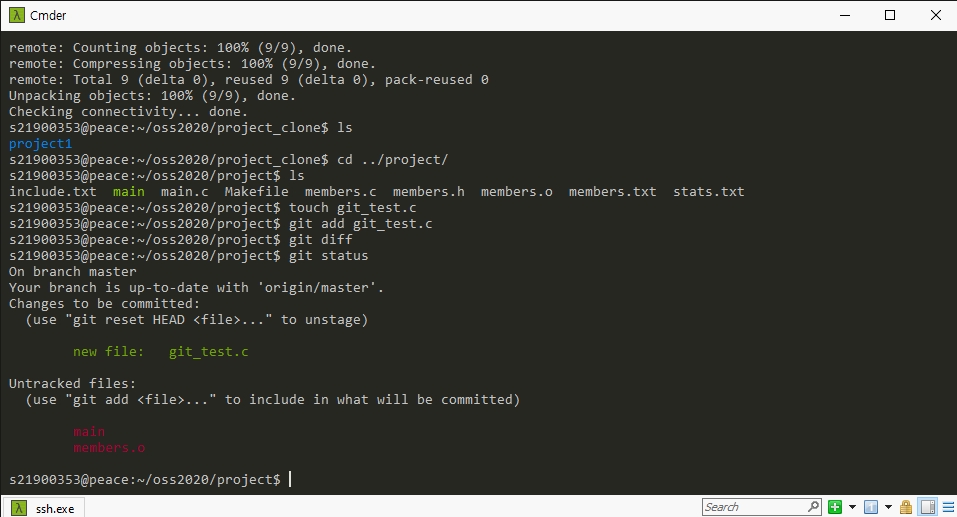 Cmder
remote: Counting objects: 100% (9/9), done.
remote: Compressing objects: 100% (9/9), done.
remote: Total 9 (delta 0), reused 9 (delta 0), pack-reused 0
Unpacking objects: 100% (9/9), done.
Checking connectivity... done.
s21900353@peace:~/oss2020/project_clone$ ls
project1
s21900353@peace:~/oss2020/project_clone$ cd ../project/
s21900353@peace:~/oss2020/project$ ls
include.txt  main  main.c  Makefile  members.c  members.h  members.o  members.txt  stats.txt
s21900353@peace:~/oss2020/project$ touch git_test.c
s21900353@peace:~/oss2020/project$ git add git_test.c
s21900353@peace:~/oss2020/project$ git diff
s21900353@peace:~/oss2020/project$ git status
On branch master
Your branch is up-to-date with 'origin/master'.
Changes to be committed:
  (use "git reset HEAD <file>..." to unstage)
        new file:   git_test.c
Untracked files:
  (use "git add <file>..." to include in what will be committed)
        main
        members.o
s21900353@peace:~/oss2020/project$
ssh.exe
Search